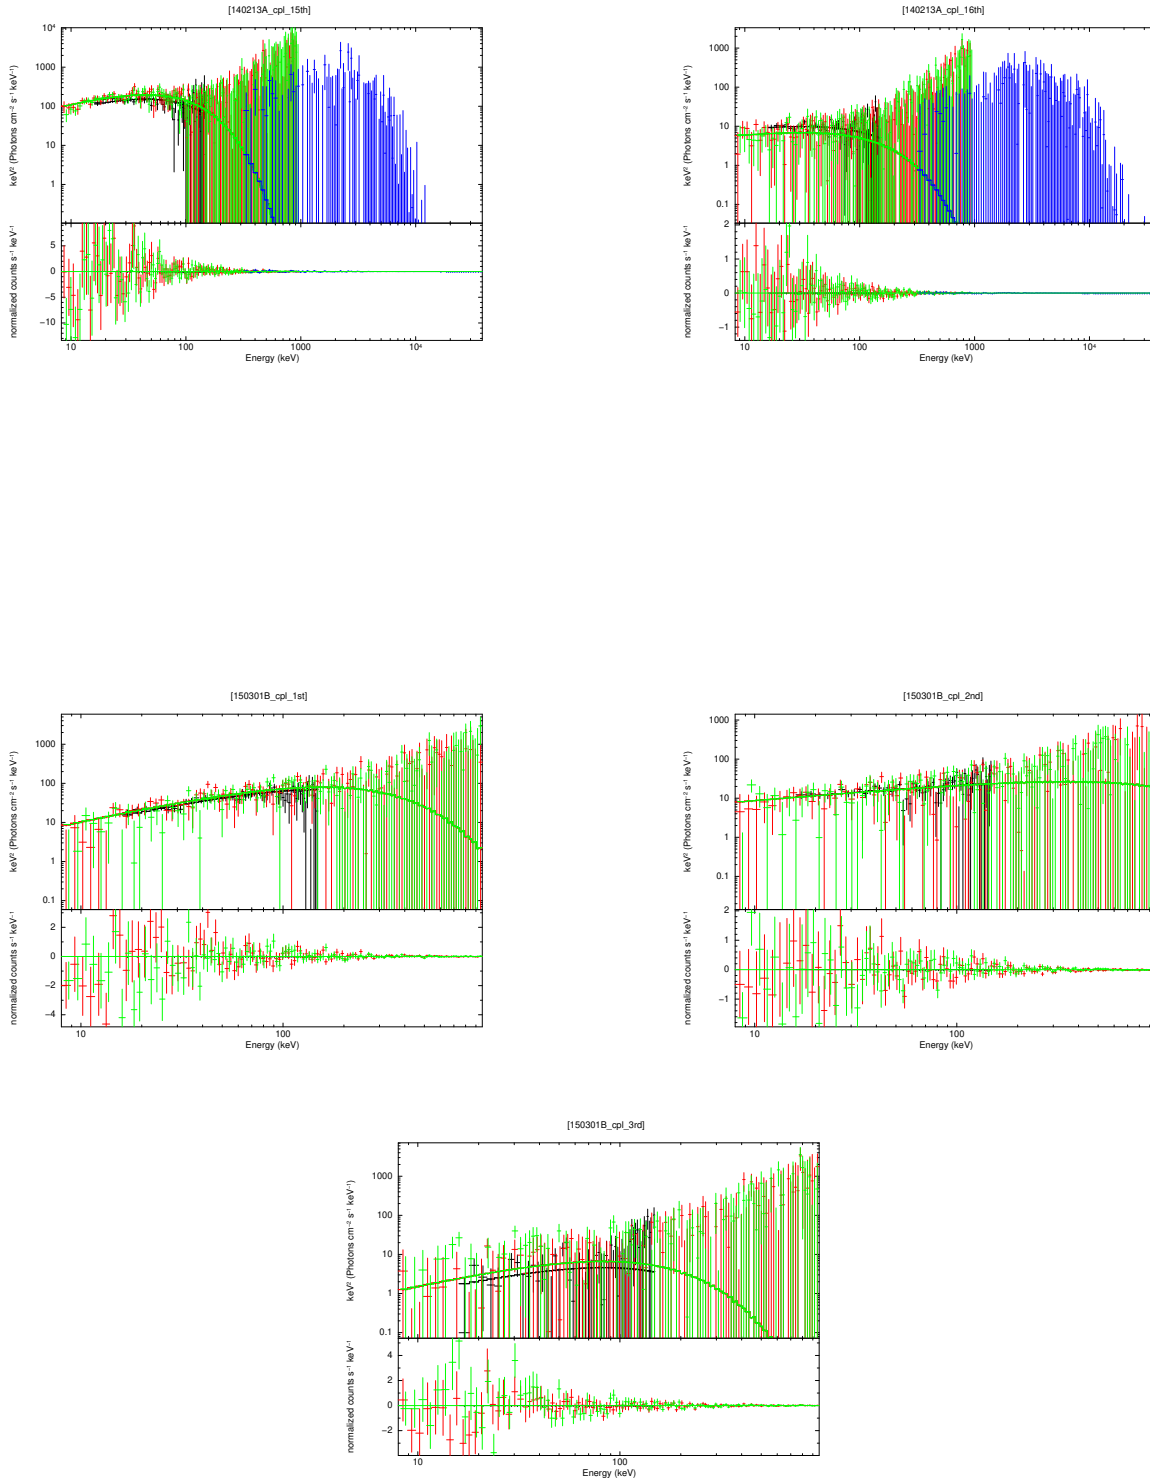 [140213A_cpl_15th]
keV² (Photons cm⁻² s⁻¹ keV⁻¹)
10⁴
1000
100
10
1
normalized counts s⁻¹ keV⁻¹
5
0
−5
−10
10
100
1000
10⁴
Energy (keV)
[140213A_cpl_16th]
keV² (Photons cm⁻² s⁻¹ keV⁻¹)
1000
100
10
1
0.1
normalized counts s⁻¹ keV⁻¹
2
1
0
−1
10
100
1000
10⁴
Energy (keV)
[150301B_cpl_1st]
keV² (Photons cm⁻² s⁻¹ keV⁻¹)
1000
100
10
1
0.1
normalized counts s⁻¹ keV⁻¹
2
0
−2
−4
10
100
Energy (keV)
[150301B_cpl_2nd]
keV² (Photons cm⁻² s⁻¹ keV⁻¹)
1000
100
10
1
0.1
normalized counts s⁻¹ keV⁻¹
2
1
0
−1
10
100
Energy (keV)
[150301B_cpl_3rd]
keV² (Photons cm⁻² s⁻¹ keV⁻¹)
1000
100
10
1
0.1
normalized counts s⁻¹ keV⁻¹
4
2
0
−2
10
100
Energy (keV)